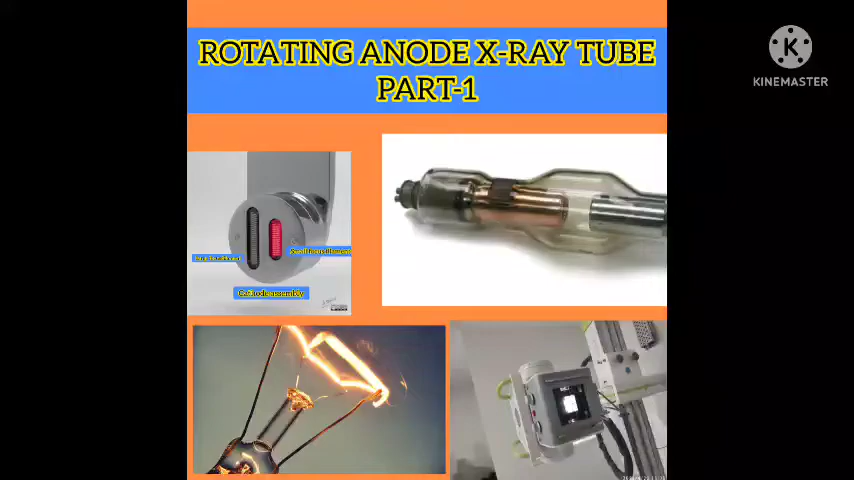 ROTATING ANODE X-RAY TUBE
PART-1
KINEMASTER
Cathode assembly